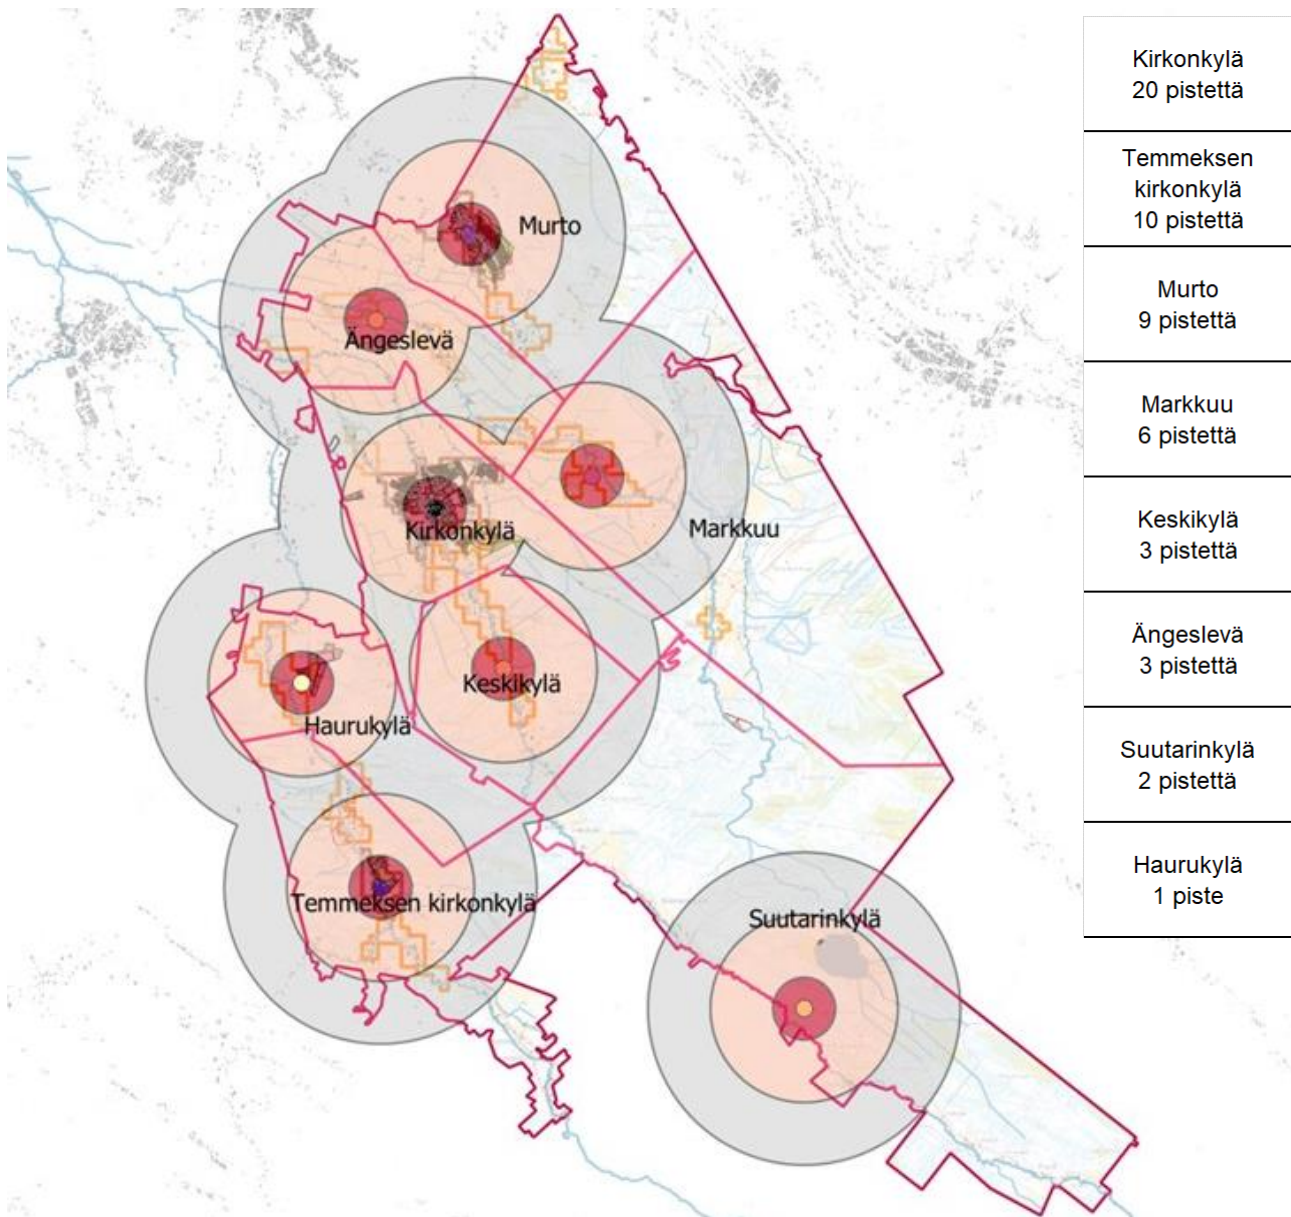 Murto
Ängeslevä
Kirkonkylä
Markkuu
Keskikylä
Haurukylä
Temmeksen kirkonkylä
Suutarinkylä
Kirkonkylä
20 pistettä
Temmeksen
kirkonkylä
10 pistettä
Murto
9 pistettä
Markkuu
6 pistettä
Keskikylä
3 pistettä
Ängeslevä
3 pistettä
Suutarinkylä
2 pistettä
Haurukylä
1 piste